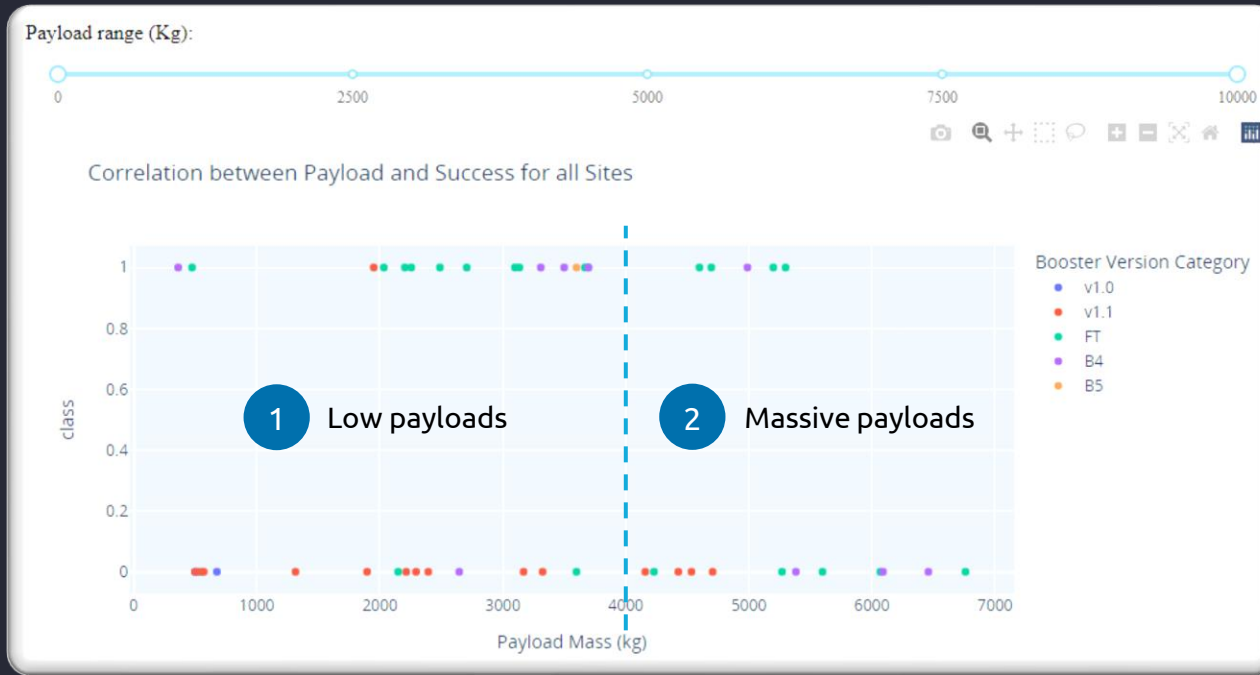 Payload range (Kg):
0 2500 5000 7500 10000
Correlation between Payload and Success for all Sites
Booster Version Category
v1.0
v1.1
FT
B4
B5
class
1
0.8
0.6
0.4
0.2
0
1 Low payloads
2 Massive payloads
0 1000 2000 3000 4000 5000 6000 7000
Payload Mass (kg)